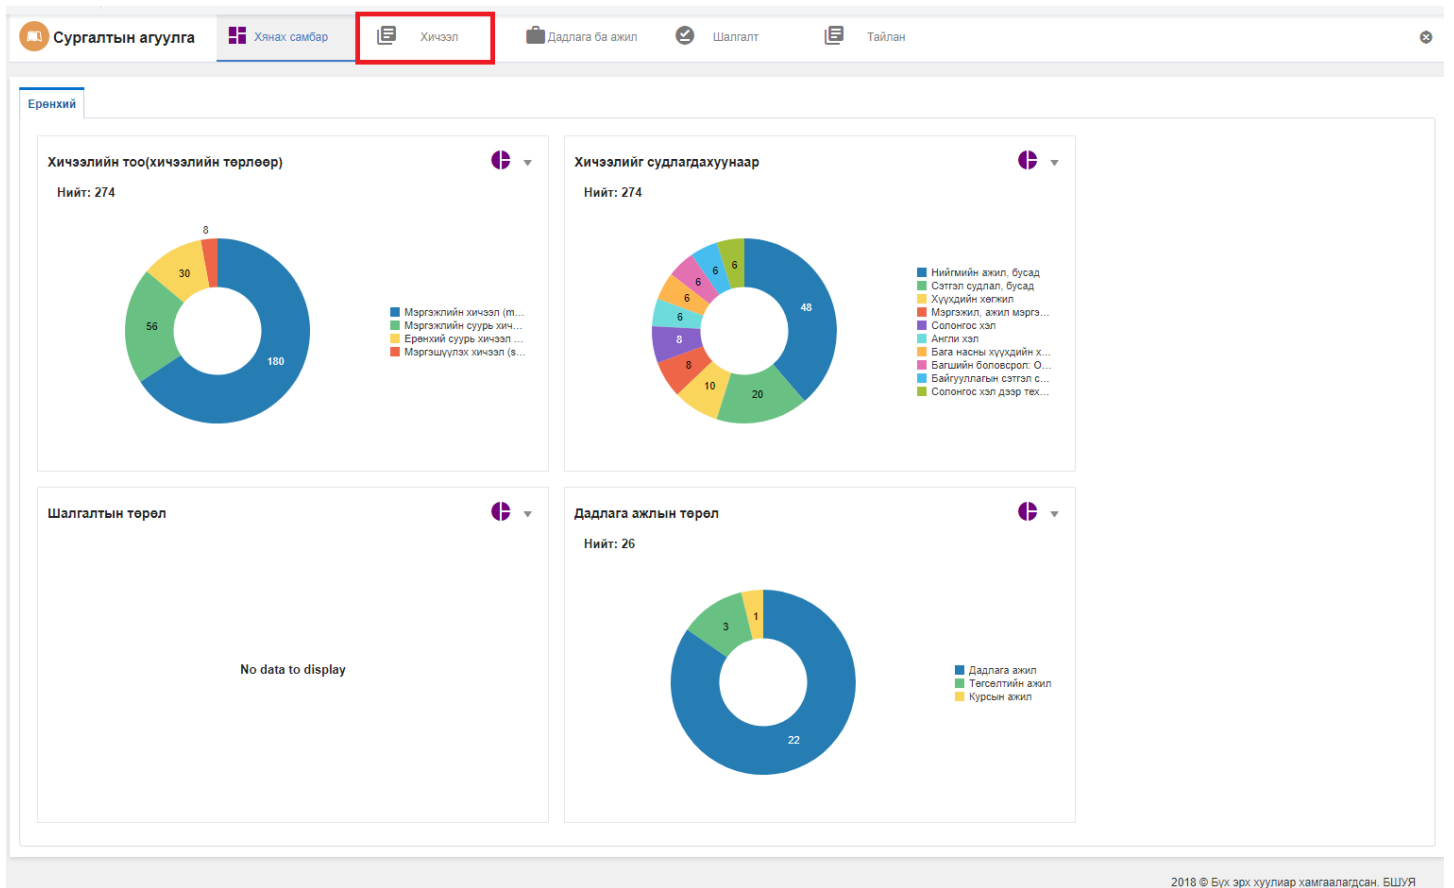 Сургалтын агуулга
Хянах самбар
Хичээл
Дадлага ба ажил
Шалгалт
Тайлан
Ерөнхий
Хичээлийн тоо(хичээлийн төрлөөр)
Нийт: 274
8
30
56
180
Мэргэжлийн хичээл (m...
Мэргэжлийн суурь хич...
Ерөнхий суурь хичээл ...
Мэргэшүүлэх хичээл (s...
Хичээлийг судлагдахуунаар
Нийт: 274
6
6
6
6
6
8
8
10
20
48
Нийгмийн ажил, бусад
Сэтгэл судлал, бусад
Хүүхдийн хөгжил
Мэргэжил, ажил мэргэ...
Солонгос хэл
Англи хэл
Бага насны хүүхдийн х...
Багшийн боловсрол: О...
Байгууллагын сэтгэл с...
Солонгос хэл дээр тех...
Шалгалтын төрөл
No data to display
Дадлага ажлын төрөл
Нийт: 26
1
3
22
Дадлага ажил
Төгсөлтийн ажил
Курсын ажил
2018 © Бүх эрх хуулиар хамгаалагдсан. БШУЯ